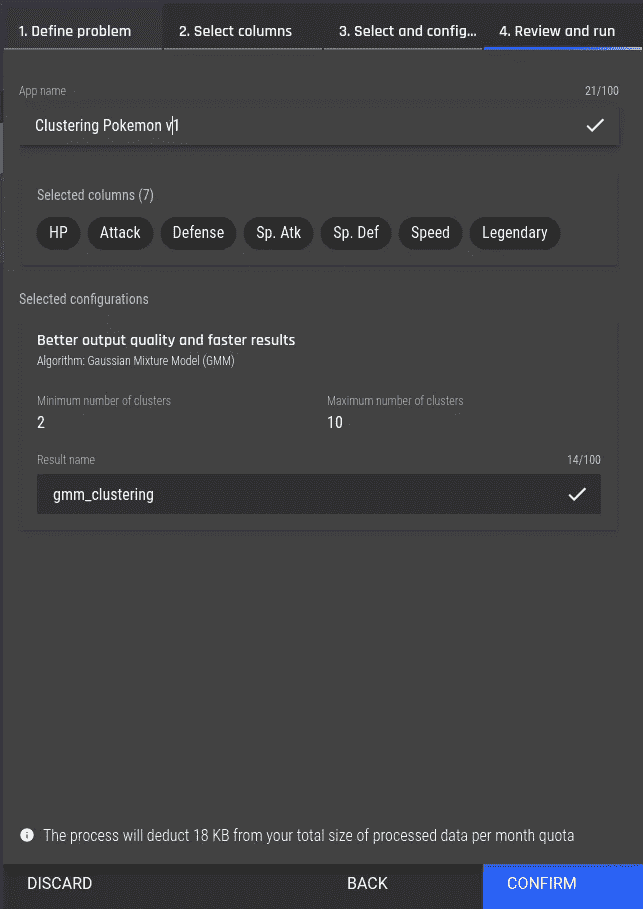 1. Define problem 2. Select columns 3. Select and config... 4. Review and run
App name 21/100
Clustering Pokemon v1
Selected columns (7)
HP Attack Defense Sp. Atk Sp. Def Speed Legendary
Selected configurations
Better output quality and faster results
Algorithm: Gaussian Mixture Model (GMM)
Minimum number of clusters Maximum number of clusters
2 10
Result name 14/100
gmm_clustering
The process will deduct 18 KB from your total size of processed data per month quota
DISCARD BACK CONFIRM